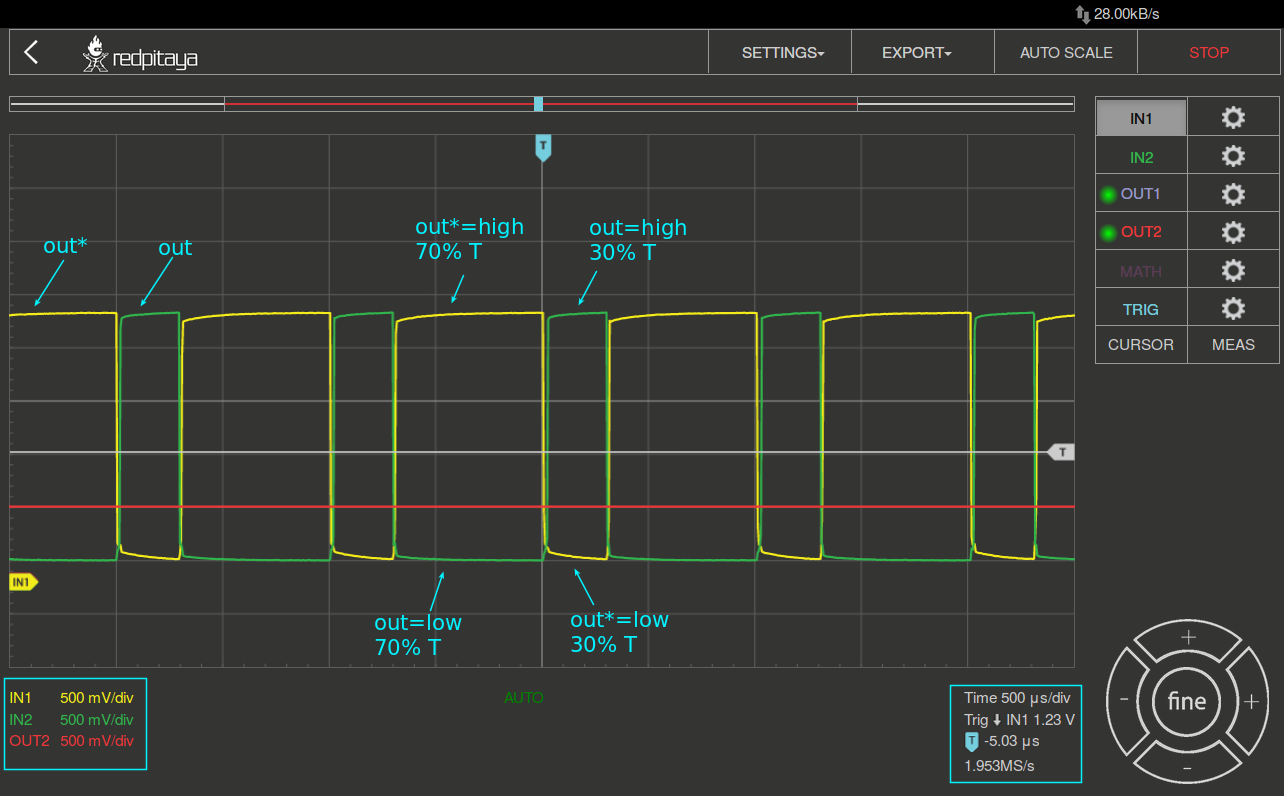 28.00kB/s
redpitaya
SETTINGS
EXPORT
AUTO SCALE
STOP
IN1
IN2
OUT1
OUT2
MATH
TRIG
CURSOR
MEAS
T
out*
out
out*=high
70% T
out=high
30% T
T
IN1
out=low
70% T
out*=low
30% T
IN1 500 mV/div
IN2 500 mV/div
OUT2 500 mV/div
AUTO
Time 500 µs/div
Trig IN1 1.23 V
T -5.03 µs
1.953MS/s
+
- fine +
-